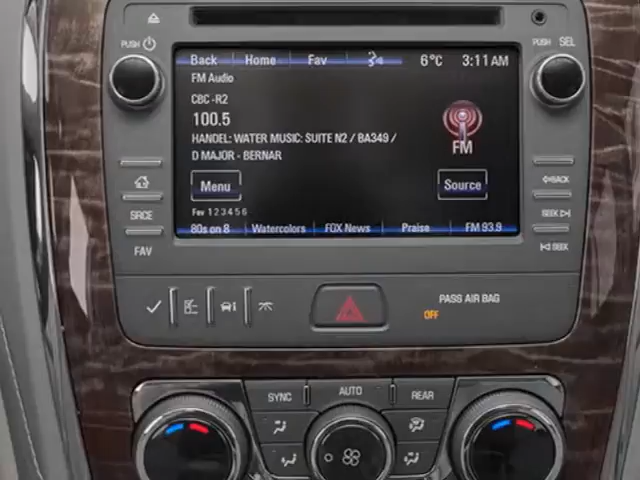 PUSH
PUSH SEL
Back Home Fav 6°C 3:11 AM
FM Audio
CBC-R2
100.5
HANDEL: WATER MUSIC: SUITE N2 / BA349 /
D MAJOR - BERNAR
FM
Menu Source
Fav 1 2 3 4 5 6
80s on 8 Watercolors FOX News Praise FM 93.9
SRCE
FAV
BACK
SEEK
SEEK
PASS AIR BAG
OFF
SYNC AUTO REAR